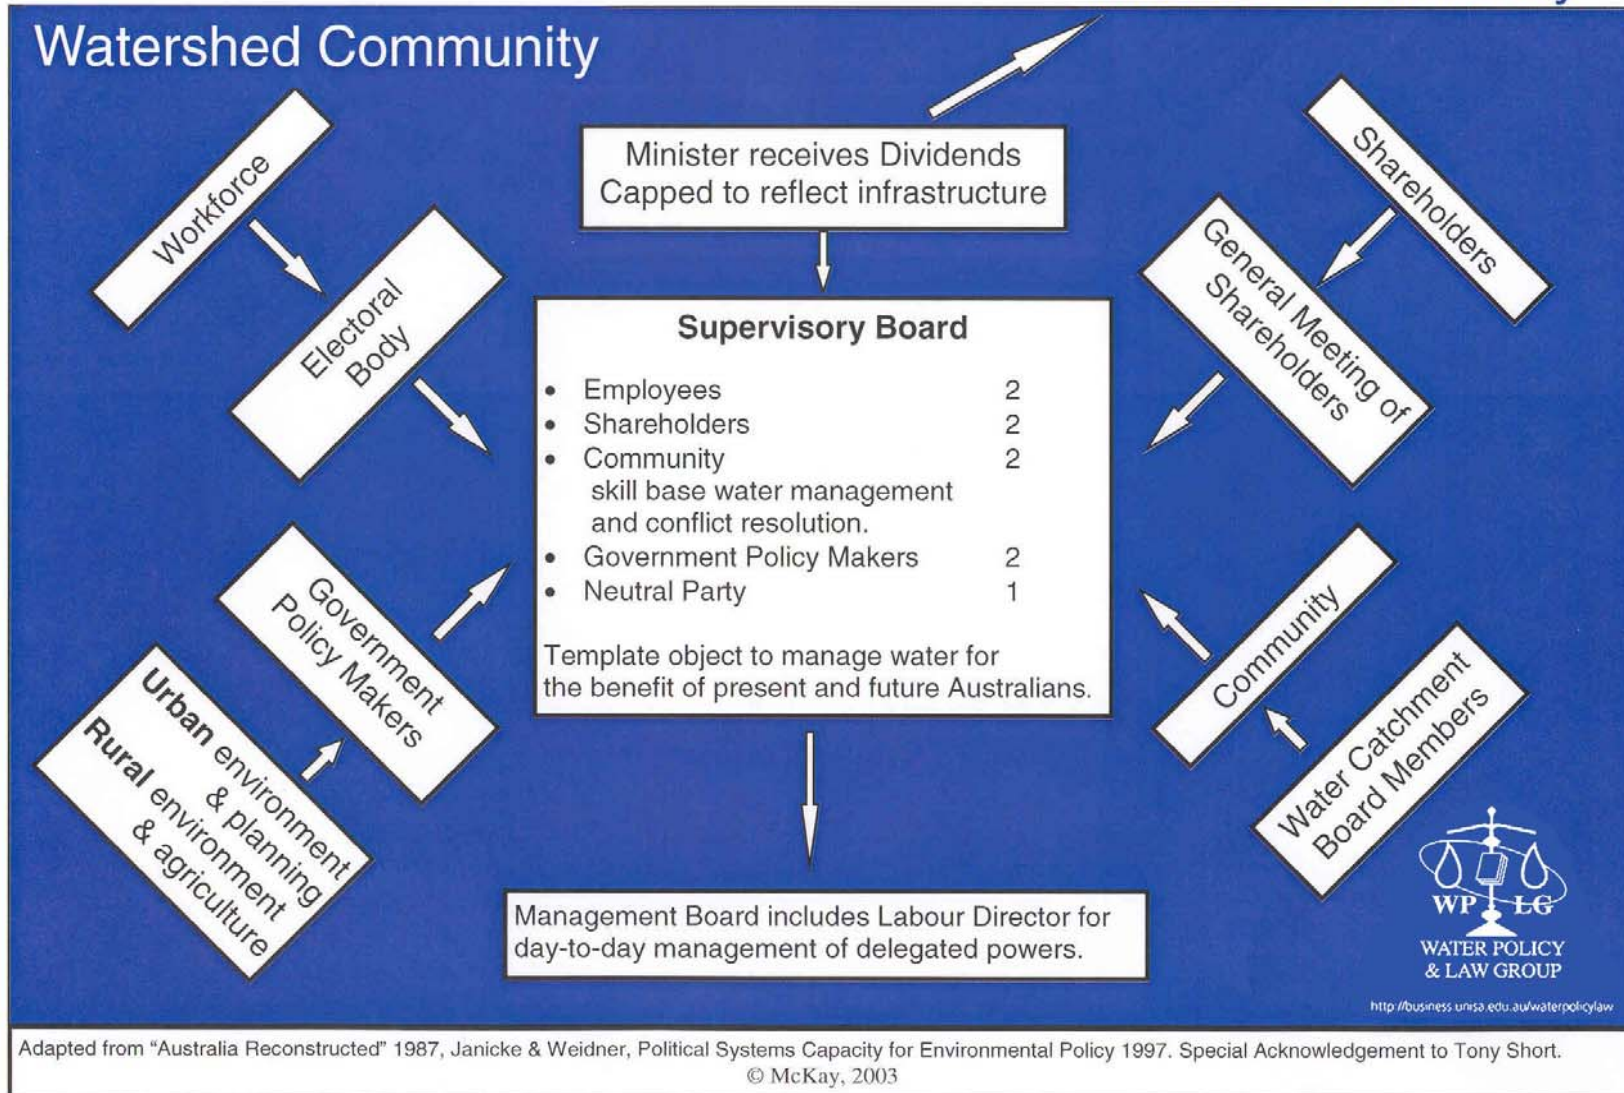 Watershed Community
Minister receives Dividends
Capped to reflect infrastructure
Workforce
Electoral
Body
Shareholders
General Meeting of
Shareholders
Supervisory Board
• Employees 2
• Shareholders 2
• Community 2
skill base water management
and conflict resolution.
• Government Policy Makers 2
• Neutral Party 1
Template object to manage water for
the benefit of present and future Australians.
Government
Policy Makers
Urban environment
& planning
Rural environment
& agriculture
Community
Water Catchment
Board Members
Management Board includes Labour Director for
day-to-day management of delegated powers.
WP LG
WATER POLICY
& LAW GROUP
http://business.unisa.edu.au/waterpolicylaw
Adapted from "Australia Reconstructed" 1987, Janicke & Weidner, Political Systems Capacity for Environmental Policy 1997. Special Acknowledgement to Tony Short.
© McKay, 2003